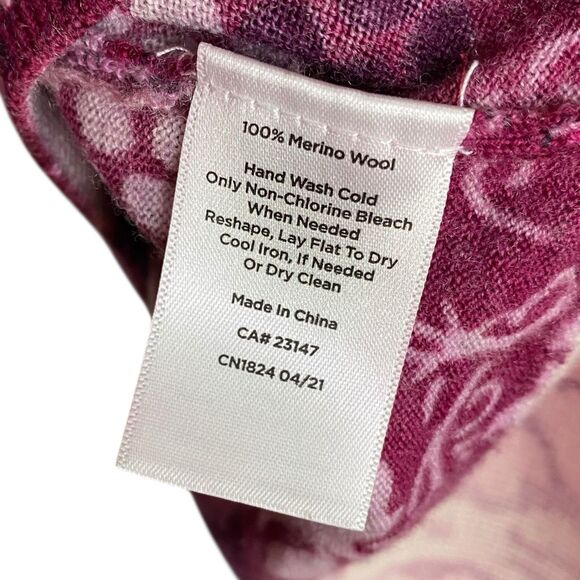 100% Merino Wool
Hand Wash Cold
Only Non-Chlorine Bleach
When Needed
Reshape, Lay Flat To Dry
Cool Iron, If Needed
Or Dry Clean
Made In China
CA# 23147
CN1824 04/21